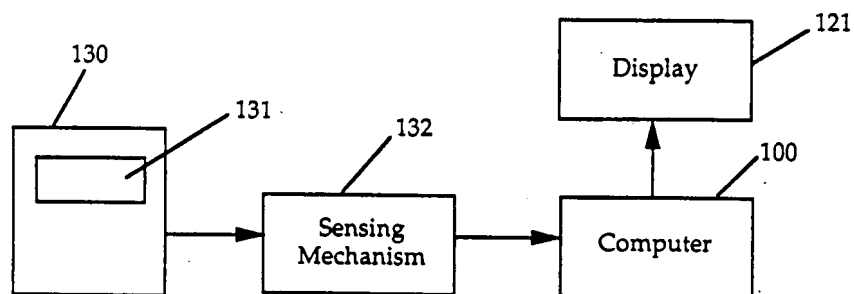 121
Display
130
131
132
100
Sensing
Mechanism
Computer